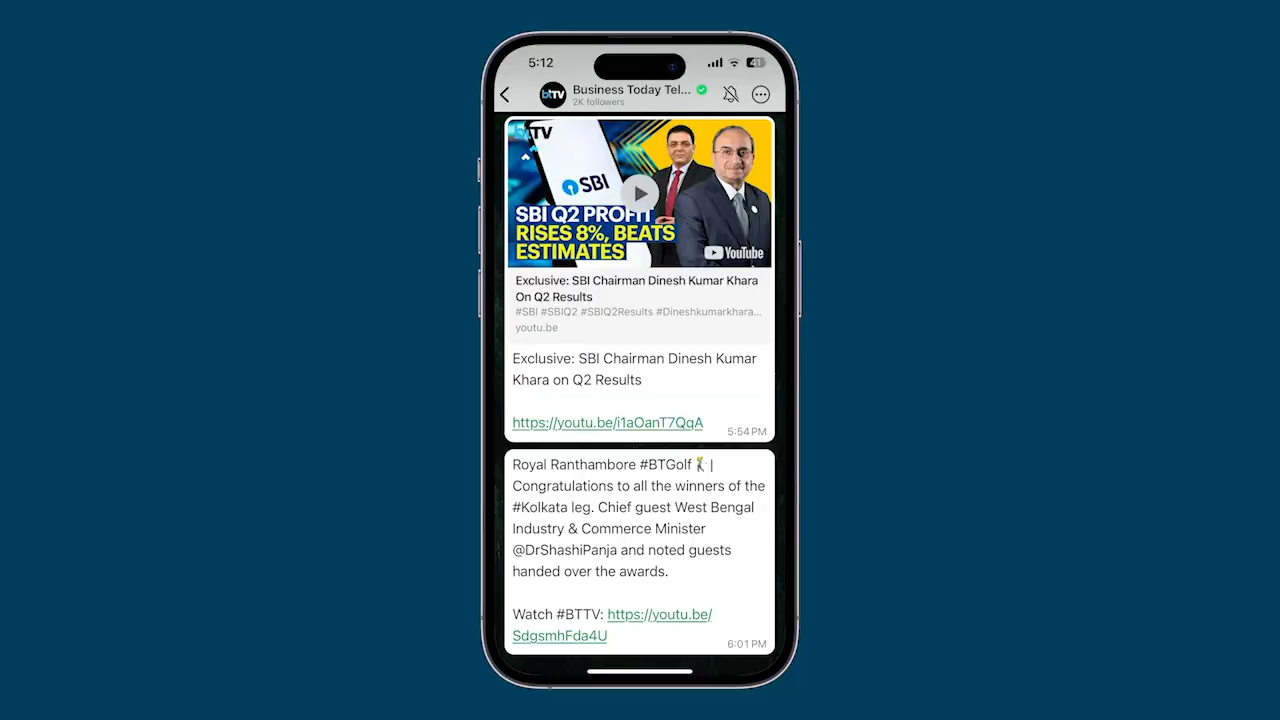 5:12
41
btTV
Business Today Tel...
2K followers
btTV
SBI
SBI Q2 PROFIT
RISES 8%, BEATS
ESTIMATES
YouTube
Exclusive: SBI Chairman Dinesh Kumar Khara
On Q2 Results
#SBI #SBIQ2 #SBIQ2Results #Dineshkumarkhara...
youtu.be
Exclusive: SBI Chairman Dinesh Kumar
Khara on Q2 Results
https://youtu.be/i1aOanT7QqA
5:54 PM
Royal Ranthambore #BTGolf🏌|
Congratulations to all the winners of the
#Kolkata leg. Chief guest West Bengal
Industry & Commerce Minister
@DrShashiPanja and noted guests
handed over the awards.
Watch #BTTV: https://youtu.be/
SdgsmhFda4U
6:01 PM